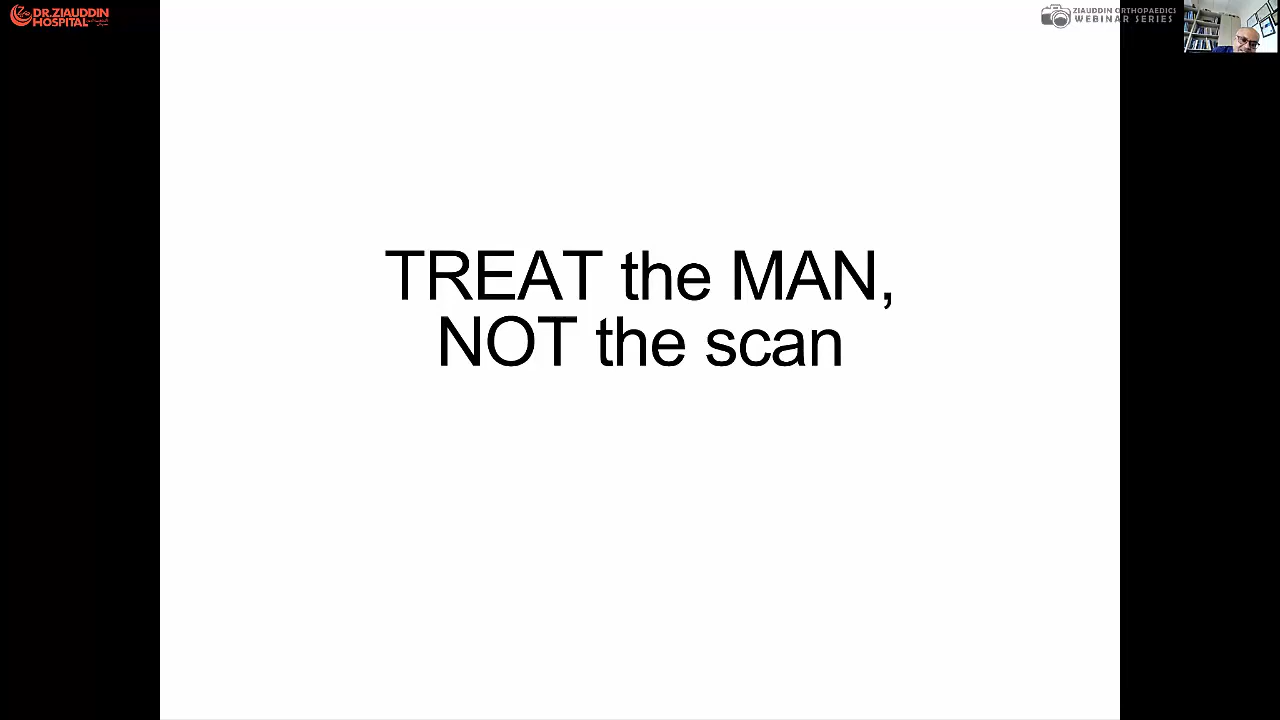 DR.ZIAUDDIN
HOSPITAL
ZIAUDDIN ORTHOPAEDICS
WEBINAR SERIES
TREAT the MAN,
NOT the scan